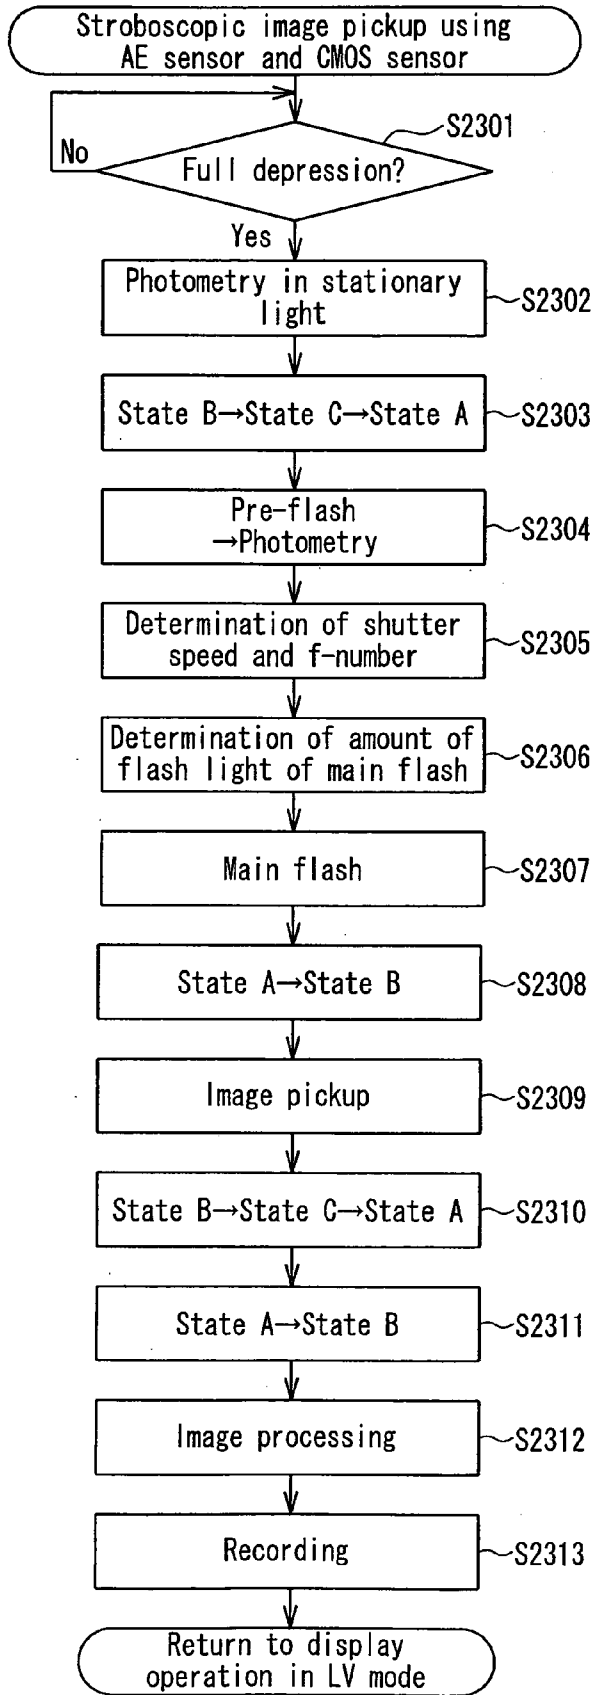 Stroboscopic image pickup using
AE sensor and CMOS sensor
S2301
No
Full depression?
Yes
Photometry in stationary
light
S2302
State B→State C→State A
S2303
Pre-flash
→Photometry
S2304
Determination of shutter
speed and f-number
S2305
Determination of amount of
flash light of main flash
S2306
Main flash
S2307
State A→State B
S2308
Image pickup
S2309
State B→State C→State A
S2310
State A→State B
S2311
Image processing
S2312
Recording
S2313
Return to display
operation in LV mode